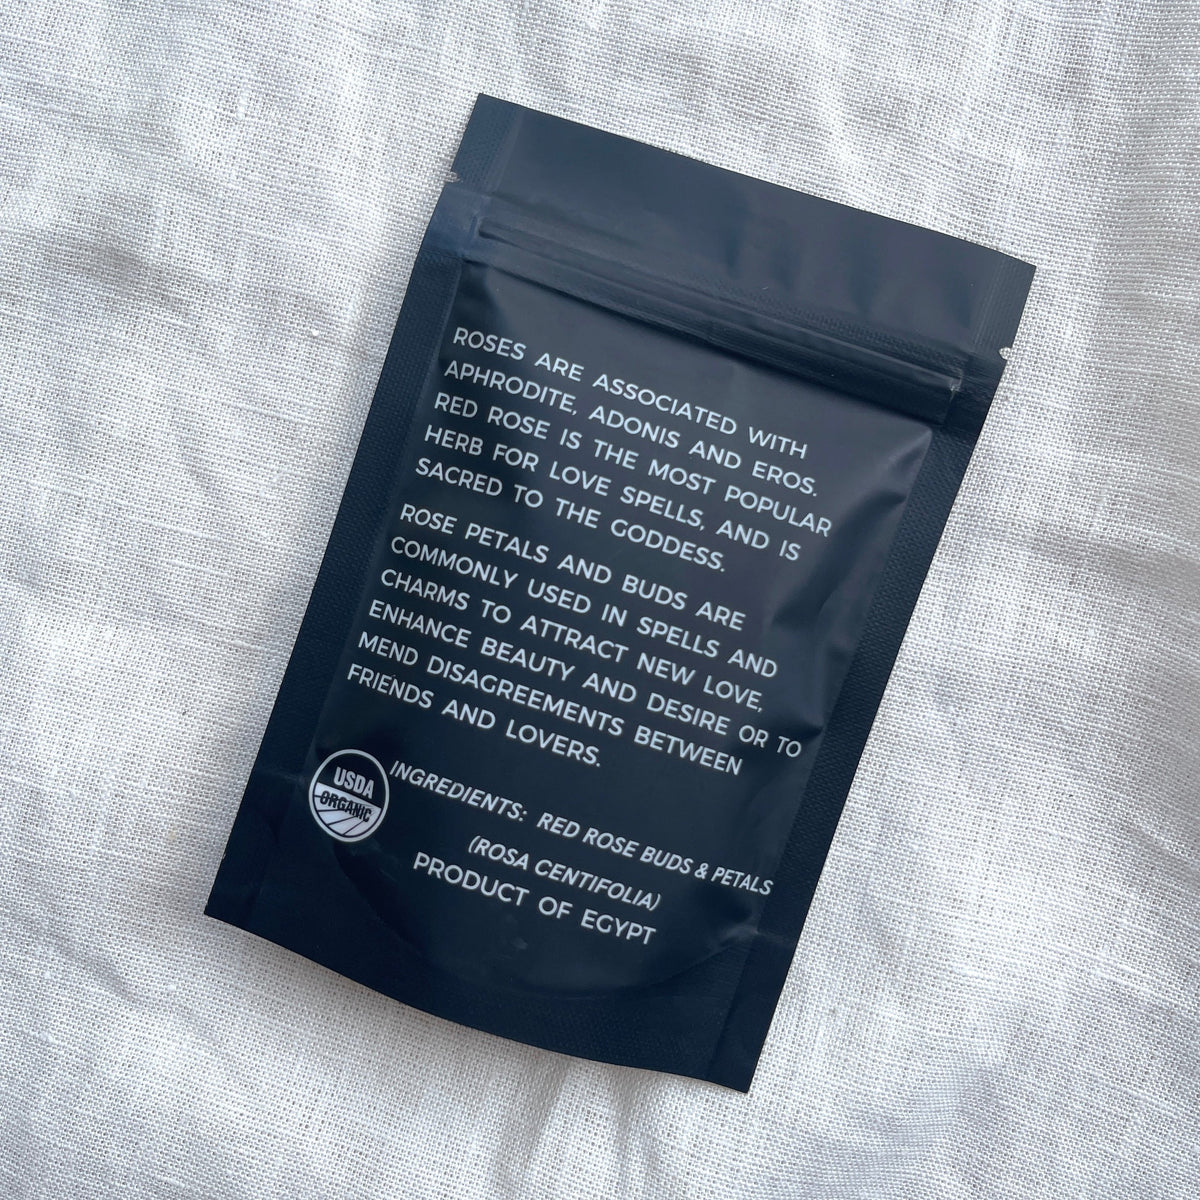 ROSES ARE ASSOCIATED WITH
APHRODITE, ADONIS AND EROS.
RED ROSE IS THE MOST POPULAR
HERB FOR LOVE SPELLS, AND IS
SACRED TO THE GODDESS.
ROSE PETALS AND BUDS ARE
COMMONLY USED IN SPELLS AND
CHARMS TO ATTRACT NEW LOVE,
ENHANCE BEAUTY AND DESIRE OR TO
MEND DISAGREEMENTS BETWEEN
FRIENDS AND LOVERS.
USDA
ORGANIC
INGREDIENTS: RED ROSE BUDS & PETALS
(ROSA CENTIFOLIA)
PRODUCT OF EGYPT